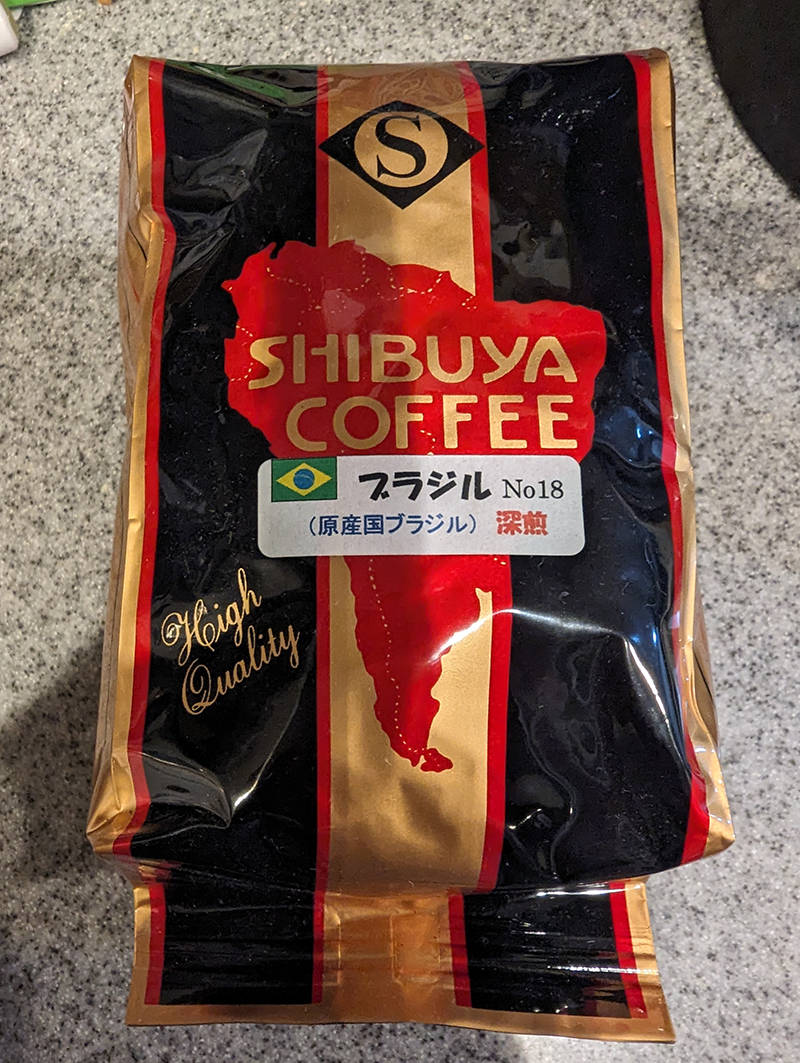 S
SHIBUYA
COFFEE
ブラジル No18
（原産国ブラジル） 深煎
High
Quality